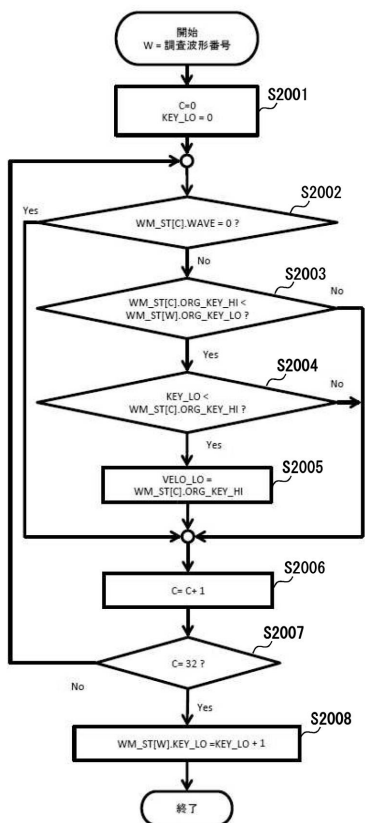 開始
W = 調査波形番号
S2001
C=0
KEY_LO = 0
S2002
Yes
WM_ST[C].WAVE = 0 ?
No
S2003
WM_ST[C].ORG_KEY_HI <
WM_ST[W].ORG_KEY_LO ?
No
Yes
S2004
KEY_LO <
WM_ST[C].ORG_KEY_HI ?
No
Yes
S2005
VELO_LO =
WM_ST[C].ORG_KEY_HI
S2006
C= C+ 1
S2007
C= 32 ?
No
Yes
S2008
WM_ST[W].KEY_LO =KEY_LO + 1
終了